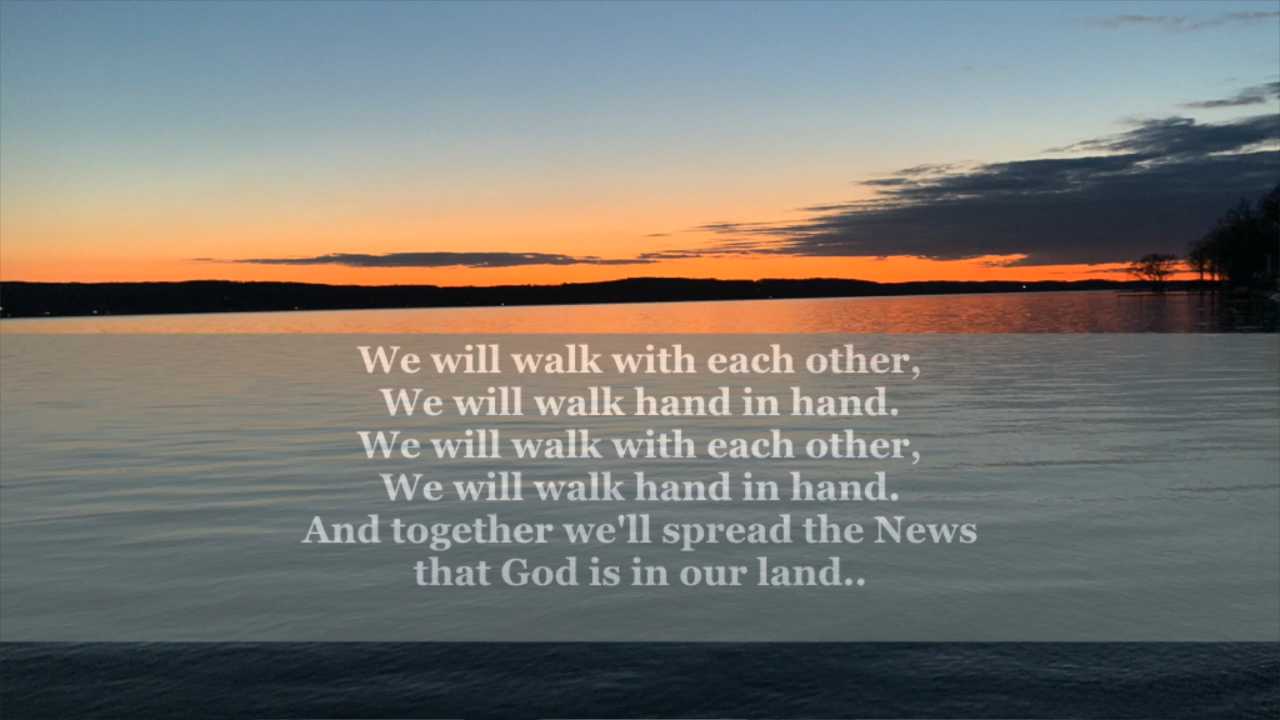 We will walk with each other,
We will walk hand in hand.
We will walk with each other,
We will walk hand in hand.
And together we'll spread the News
that God is in our land..